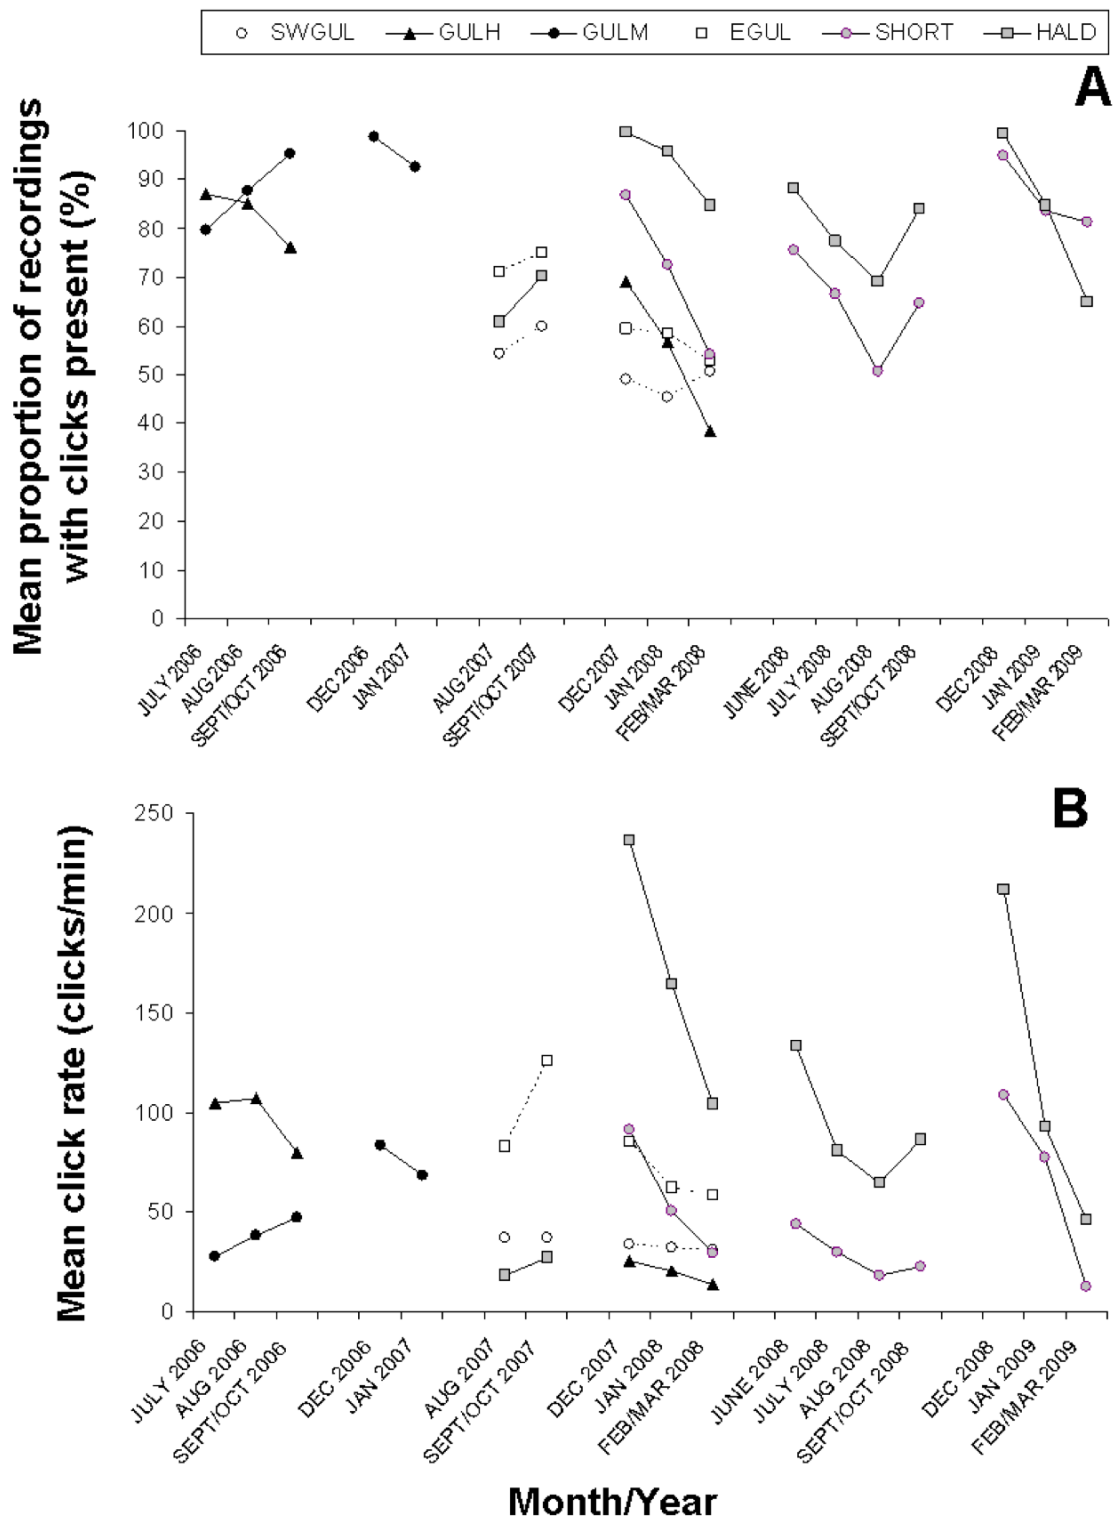 SWGUL GULH GULM EGUL SHORT HALD
A
Mean proportion of recordings
with clicks present (%)
100
90
80
70
60
50
40
30
20
10
0
JULY 2006
AUG 2006
SEPT/OCT 2006
DEC 2006
JAN 2007
AUG 2007
SEPT/OCT 2007
DEC 2007
JAN 2008
FEB/MAR 2008
JUNE 2008
JULY 2008
AUG 2008
SEPT/OCT 2008
DEC 2008
JAN 2009
FEB/MAR 2009
B
Mean click rate (clicks/min)
250
200
150
100
50
0
JULY 2006
AUG 2006
SEPT/OCT 2006
DEC 2006
JAN 2007
AUG 2007
SEPT/OCT 2007
DEC 2007
JAN 2008
FEB/MAR 2008
JUNE 2008
JULY 2008
AUG 2008
SEPT/OCT 2008
DEC 2008
JAN 2009
FEB/MAR 2009
Month/Year